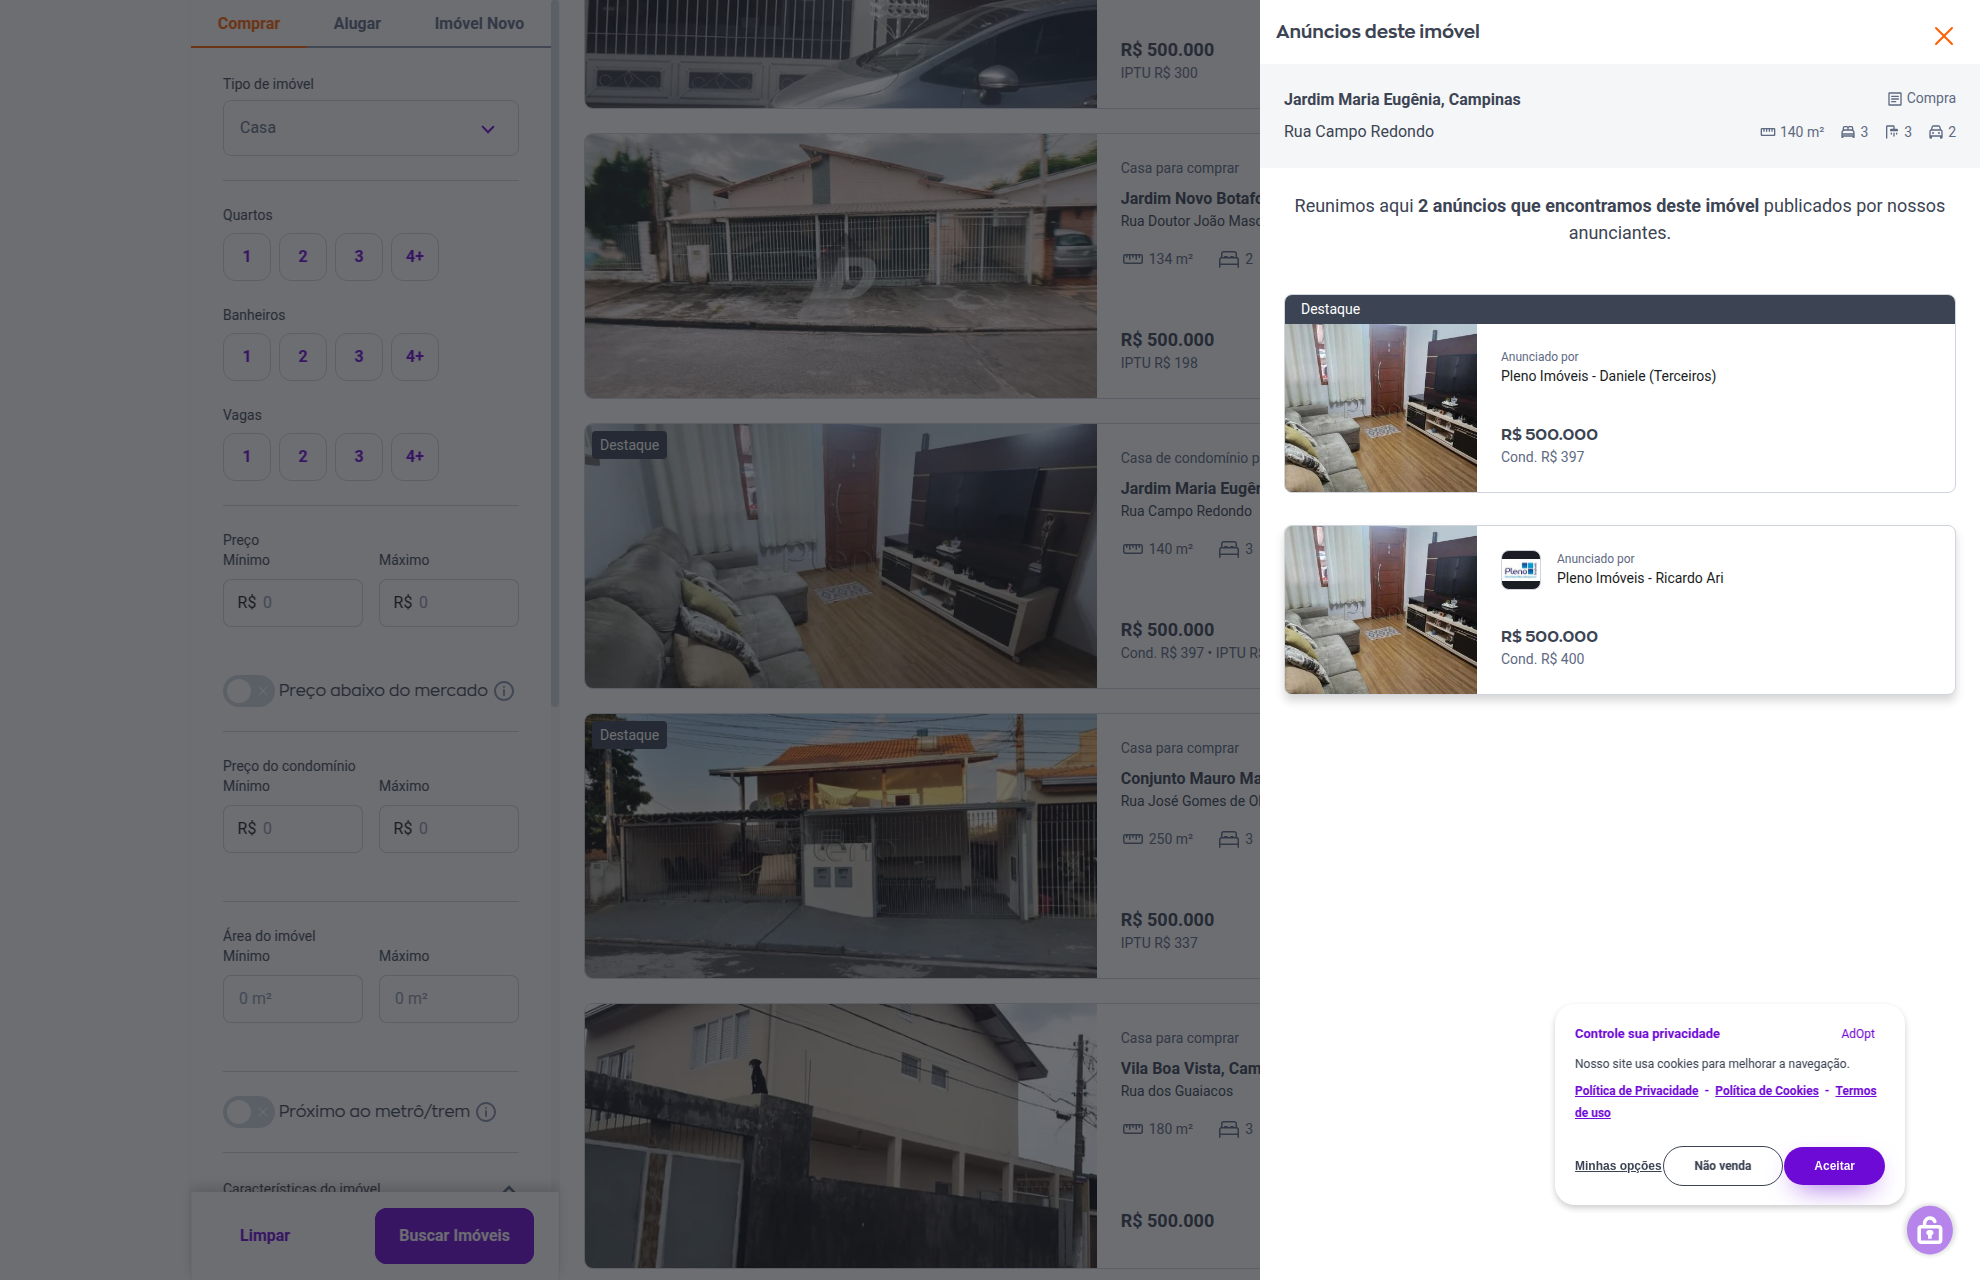 Comprar
Alugar
Imóvel Novo
Tipo de imóvel
Casa
Quartos
1
2
3
4+
Banheiros
1
2
3
4+
Vagas
1
2
3
4+
Preço
Mínimo
Máximo
R$ 0
R$ 0
Preço abaixo do mercado
Preço do condomínio
Mínimo
Máximo
R$ 0
R$ 0
Área do imóvel
Mínimo
Máximo
0 m²
0 m²
Próximo ao metrô/trem
Características do imóvel
Limpar
Buscar Imóveis
R$ 500.000
IPTU R$ 300
Casa para comprar
Jardim Novo Botafo
Rua Doutor João Masc
134 m²
2
R$ 500.000
IPTU R$ 198
Destaque
Casa de condomínio p
Jardim Maria Eugên
Rua Campo Redondo
140 m²
3
R$ 500.000
Cond. R$ 397 • IPTU R$
Destaque
Casa para comprar
Conjunto Mauro Ma
Rua José Gomes de Ol
250 m²
3
R$ 500.000
IPTU R$ 337
Casa para comprar
Vila Boa Vista, Cam
Rua dos Guaiacos
180 m²
3
R$ 500.000
Anúncios deste imóvel
Jardim Maria Eugênia, Campinas
Compra
Rua Campo Redondo
140 m²
3
3
2
Reunimos aqui 2 anúncios que encontramos deste imóvel publicados por nossos
anunciantes.
Destaque
Anunciado por
Pleno Imóveis - Daniele (Terceiros)
R$ 500.000
Cond. R$ 397
Pleno
Anunciado por
Pleno Imóveis - Ricardo Ari
R$ 500.000
Cond. R$ 400
Controle sua privacidade
AdOpt
Nosso site usa cookies para melhorar a navegação.
Política de Privacidade - Política de Cookies - Termos
de uso
Minhas opções
Não venda
Aceitar